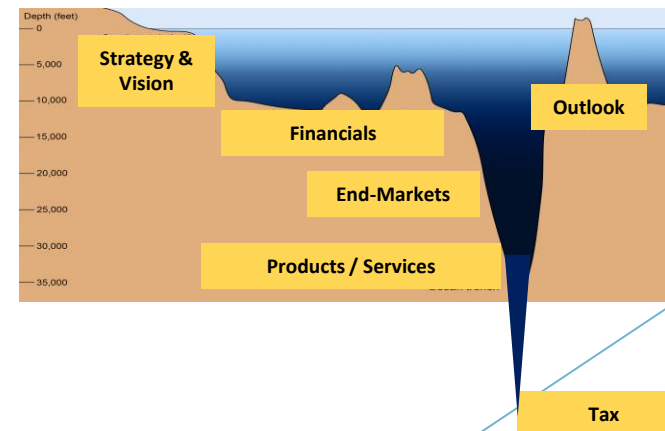 Depth (feet)
0
5,000
10,000
15,000
20,000
25,000
30,000
35,000
Strategy &
Vision
Financials
End-Markets
Products / Services
Outlook
Tax